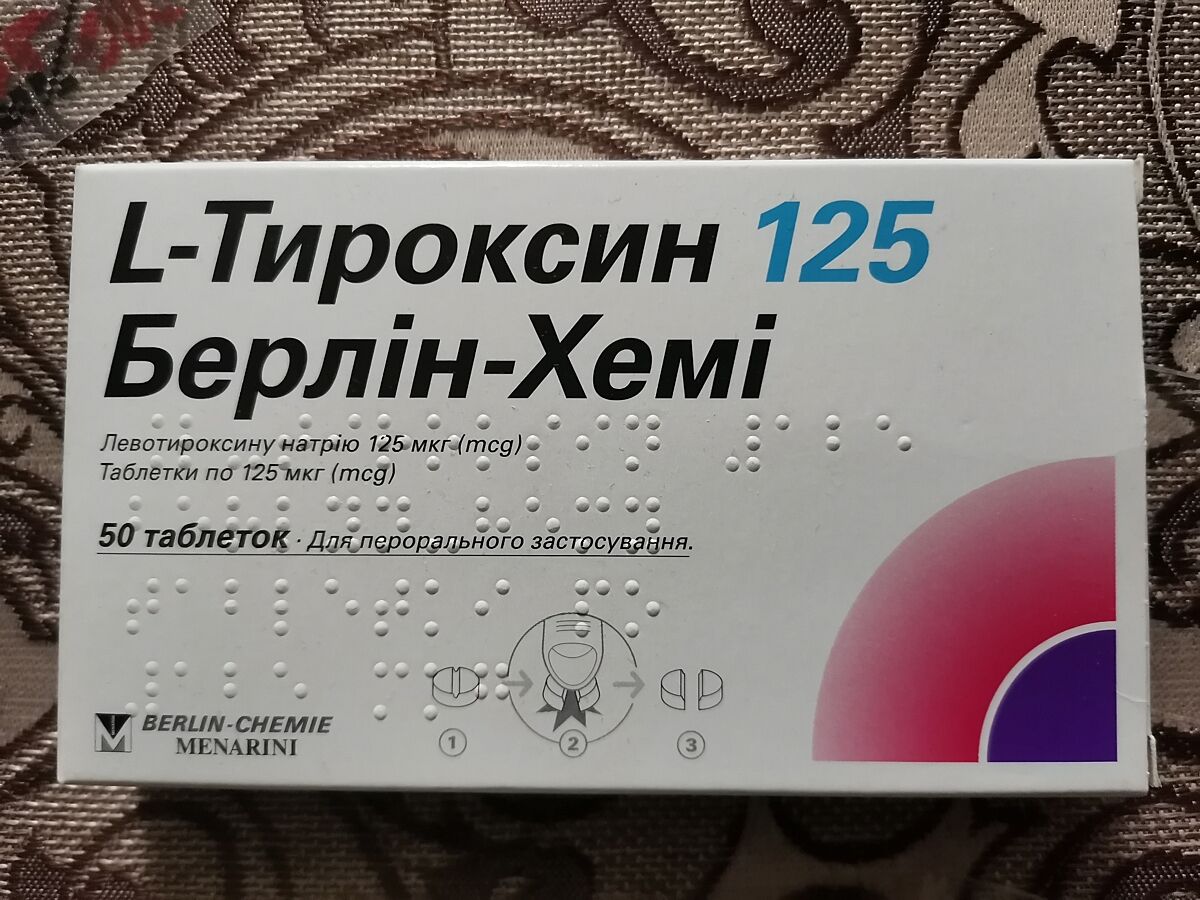 L-Тироксин 125
Берлін-Хемі
Левотироксину натрію 125 мкг (mcg)
Таблетки по 125 мкг (mcg)
50 таблеток · Для перорального застосування.
BERLIN-CHEMIE
MENARINI
1 2 3